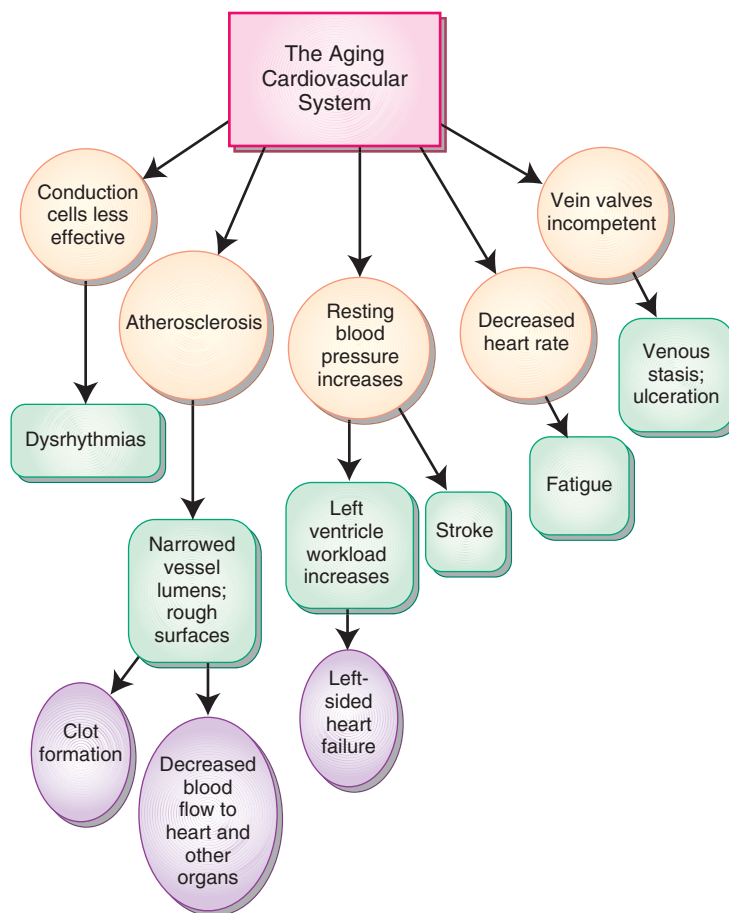 The Aging
Cardiovascular
System
Conduction
cells less
effective
Vein valves
incompetent
Atherosclerosis
Resting
blood
pressure
increases
Decreased
heart rate
Venous
stasis;
ulceration
Dysrhythmias
Fatigue
Left
ventricle
workload
increases
Stroke
Narrowed
vessel
lumens;
rough
surfaces
Left-
sided
heart
failure
Clot
formation
Decreased
blood
flow to
heart and
other
organs